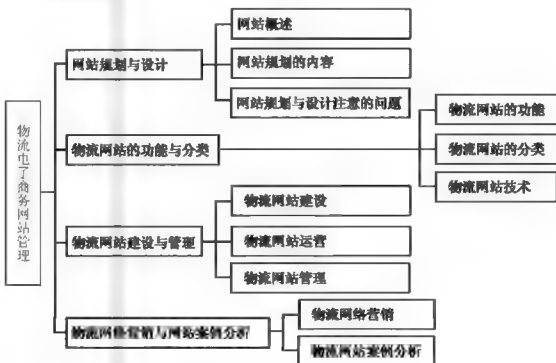 物流电子商务网站管理
网站规划与设计
网站概述
网站规划的内容
网站规划与设计注意的问题
物流网站的功能与分类
物流网站的功能
物流网站的分类
物流网站技术
物流网站建设与管理
物流网站建设
物流网站运营
物流网站管理
物流网络营销与网站案例分析
物流网络营销
物流网站案例分析